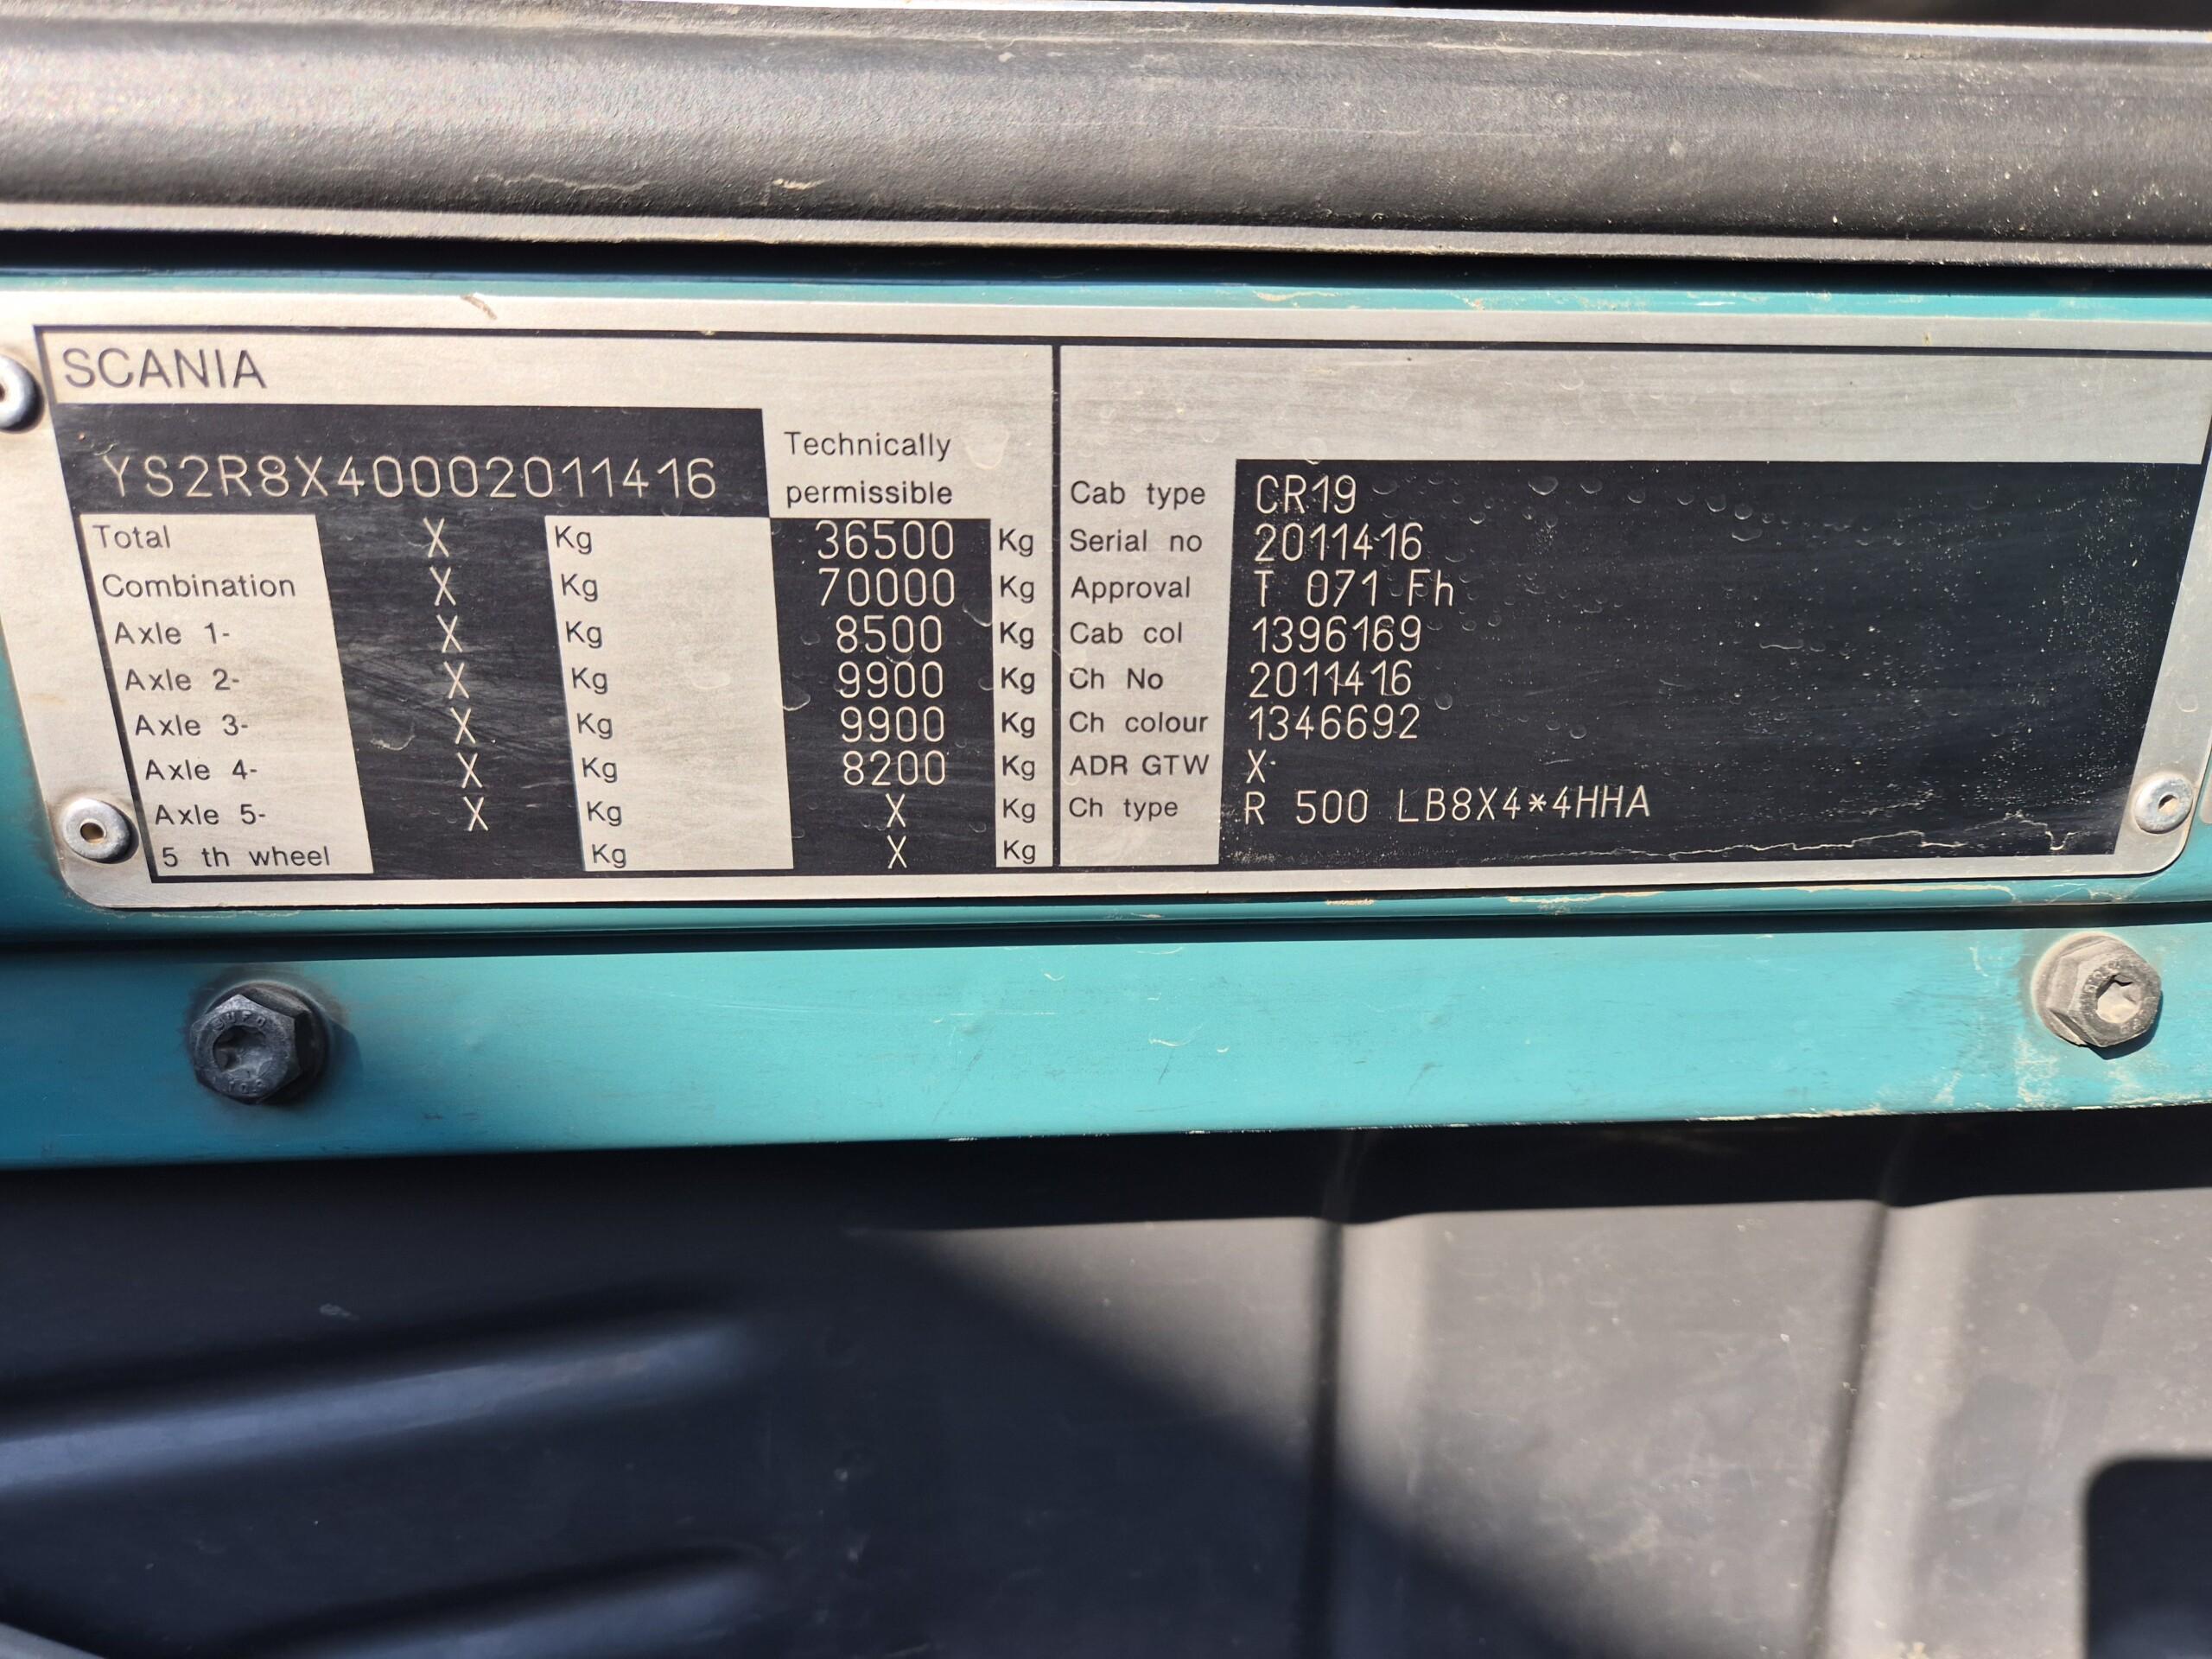 SCANIA
YS2R8X40002011416
Technically
permissible
Total X Kg 36500 Kg
Combination X Kg 70000 Kg
Axle 1- X Kg 8500 Kg
Axle 2- X Kg 9900 Kg
Axle 3- X Kg 9900 Kg
Axle 4- X Kg 8200 Kg
Axle 5- X Kg X Kg
5 th wheel Kg X Kg
Cab type CR19
Serial no 2011416
Approval T 071 Fh
Cab col 1396169
Ch No 2011416
Ch colour 1346692
ADR GTW X
Ch type R 500 LB8X4*4HHA